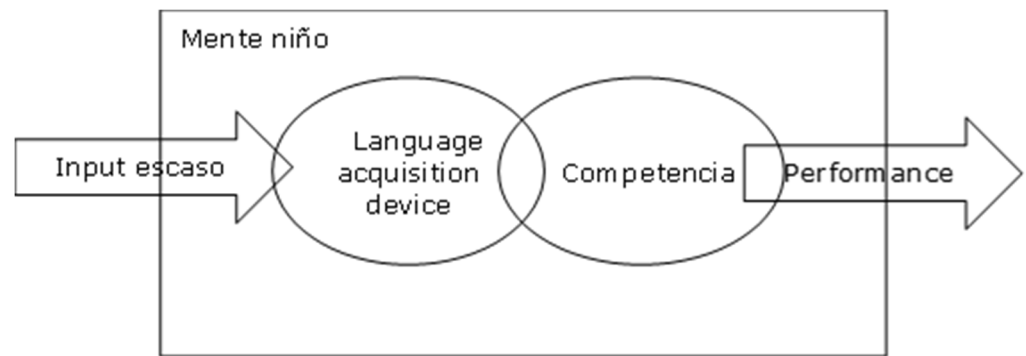 Mente niño
Input escaso
Language
acquisition
device
Competencia
Performance